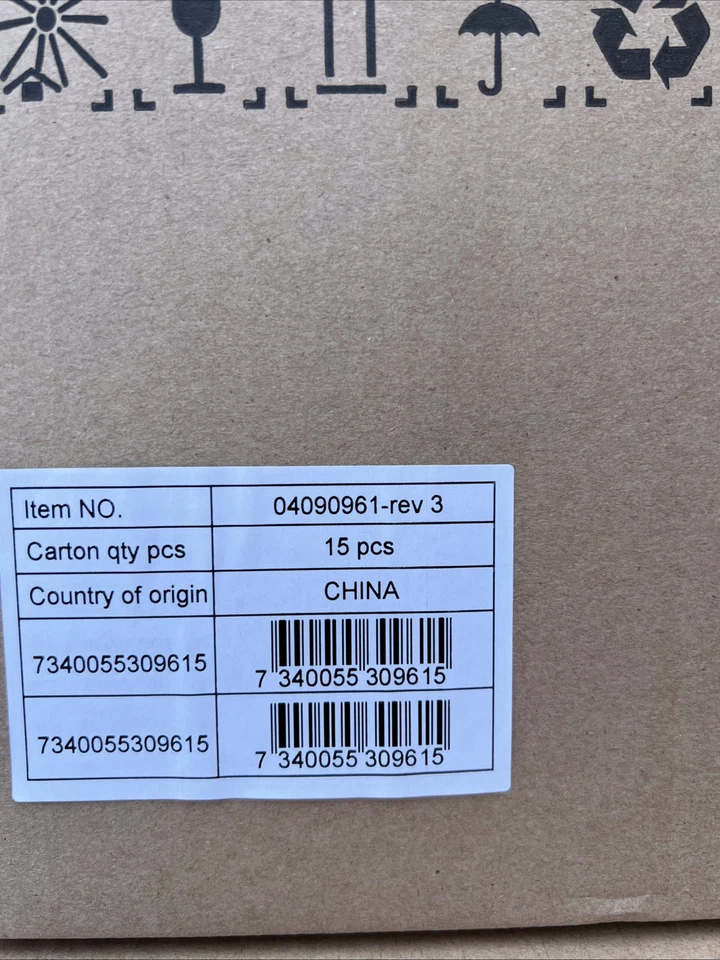 Item NO. 04090961-rev 3
Carton qty pcs 15 pcs
Country of origin CHINA
7340055309615 7 340055 309615
7340055309615 7 340055 309615